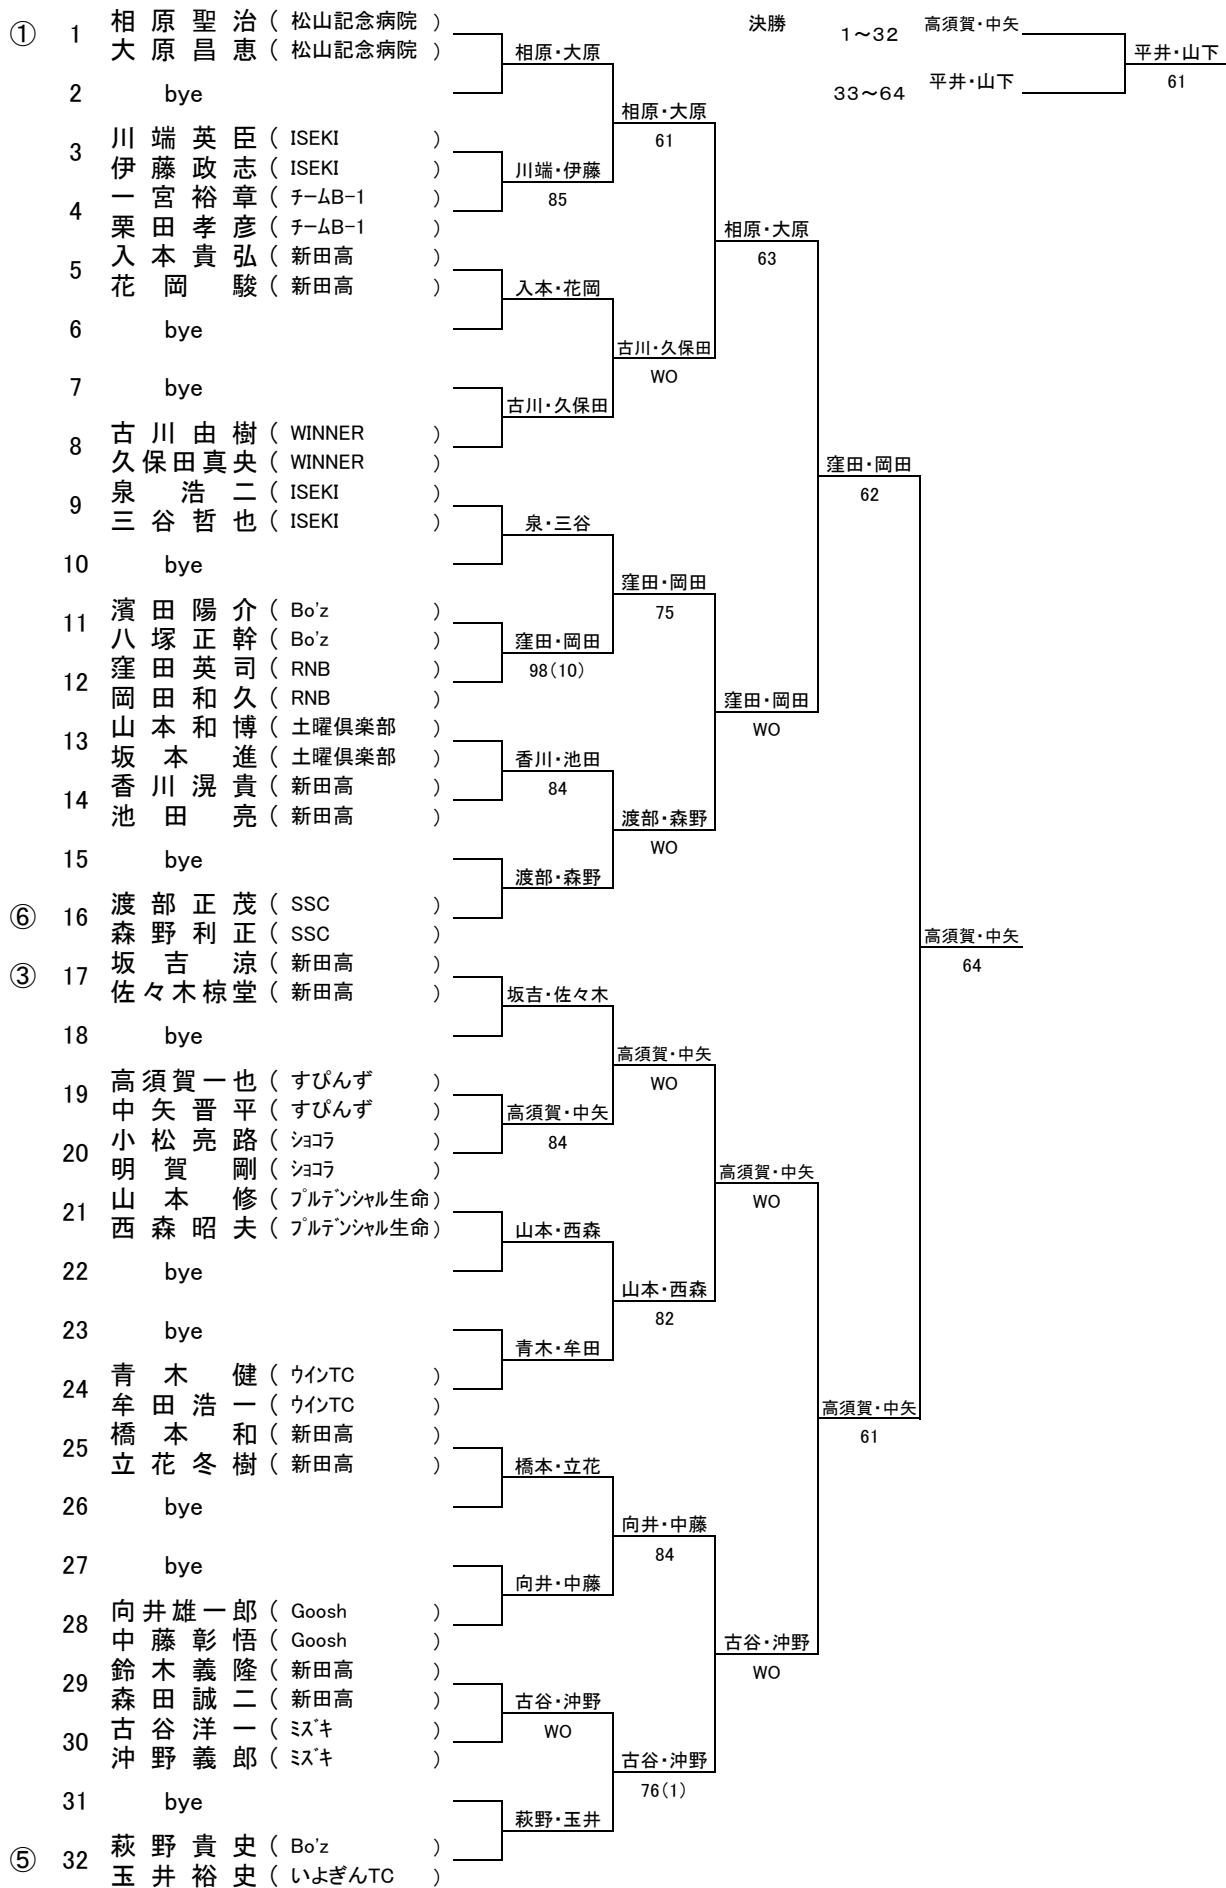 決勝 1～32 高須賀・中矢
平井・山下
61
33～64 平井・山下
① 1 相原聖治 ( 松山記念病院 )
大原昌恵 ( 松山記念病院 )
相原・大原
2 bye
相原・大原
61
3 川端英臣 ( ISEKI )
伊藤政志 ( ISEKI )
川端・伊藤
85
4 一宮裕章 ( ﾁｰﾑB-1 )
栗田孝彦 ( ﾁｰﾑB-1 )
相原・大原
63
5 入本貴弘 ( 新田高 )
花岡駿 ( 新田高 )
入本・花岡
6 bye
古川・久保田
WO
7 bye
古川・久保田
8 古川由樹 ( WINNER )
久保田真央 ( WINNER )
窪田・岡田
62
9 泉浩二 ( ISEKI )
三谷哲也 ( ISEKI )
泉・三谷
10 bye
窪田・岡田
75
11 濱田陽介 ( Bo'z )
八塚正幹 ( Bo'z )
窪田・岡田
98(10)
12 窪田英司 ( RNB )
岡田和久 ( RNB )
窪田・岡田
WO
13 山本和博 ( 土曜倶楽部 )
坂本進 ( 土曜倶楽部 )
香川・池田
84
14 香川滉貴 ( 新田高 )
池田亮 ( 新田高 )
渡部・森野
WO
15 bye
渡部・森野
⑥ 16 渡部正茂 ( SSC )
森野利正 ( SSC )
高須賀・中矢
64
③ 17 坂吉涼 ( 新田高 )
佐々木椋堂 ( 新田高 )
坂吉・佐々木
18 bye
高須賀・中矢
WO
19 高須賀一也 ( すぴんず )
中矢晋平 ( すぴんず )
高須賀・中矢
84
20 小松亮路 ( ｼｮｺﾗ )
明賀剛 ( ｼｮｺﾗ )
高須賀・中矢
WO
21 山本修 ( ﾌﾟﾙﾃﾞﾝｼｬﾙ生命 )
西森昭夫 ( ﾌﾟﾙﾃﾞﾝｼｬﾙ生命 )
山本・西森
22 bye
山本・西森
82
23 bye
青木・牟田
24 青木健 ( ｳｲﾝTC )
牟田浩一 ( ｳｲﾝTC )
高須賀・中矢
61
25 橋本和 ( 新田高 )
立花冬樹 ( 新田高 )
橋本・立花
26 bye
向井・中藤
84
27 bye
向井・中藤
28 向井雄一郎 ( Goosh )
中藤彰悟 ( Goosh )
古谷・沖野
WO
29 鈴木義隆 ( 新田高 )
森田誠二 ( 新田高 )
古谷・沖野
WO
30 古谷洋一 ( ﾐｽﾞｷ )
沖野義郎 ( ﾐｽﾞｷ )
古谷・沖野
76(1)
31 bye
萩野・玉井
⑤ 32 萩野貴史 ( Bo'z )
玉井裕史 ( いよぎんTC )